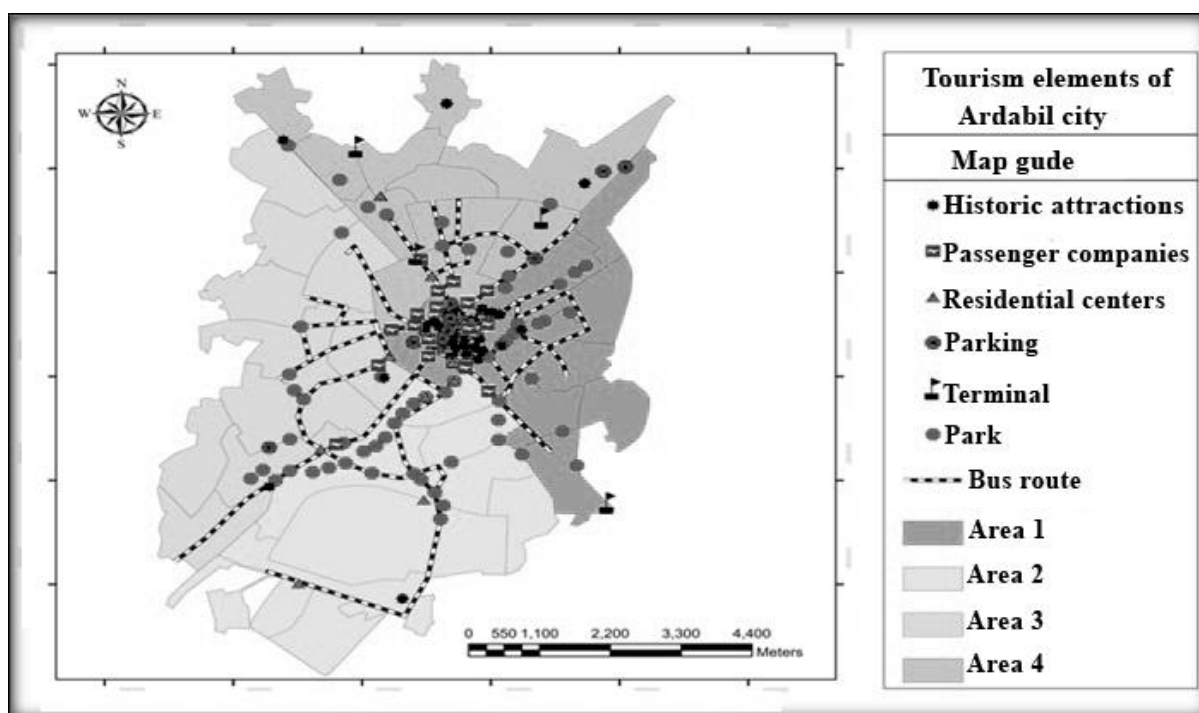 N
W E
S
0 550 1,100 2,200 3,300 4,400
Meters
Tourism elements of
Ardabil city
Map gude
Historic attractions
Passenger companies
Residential centers
Parking
Terminal
Park
Bus route
Area 1
Area 2
Area 3
Area 4